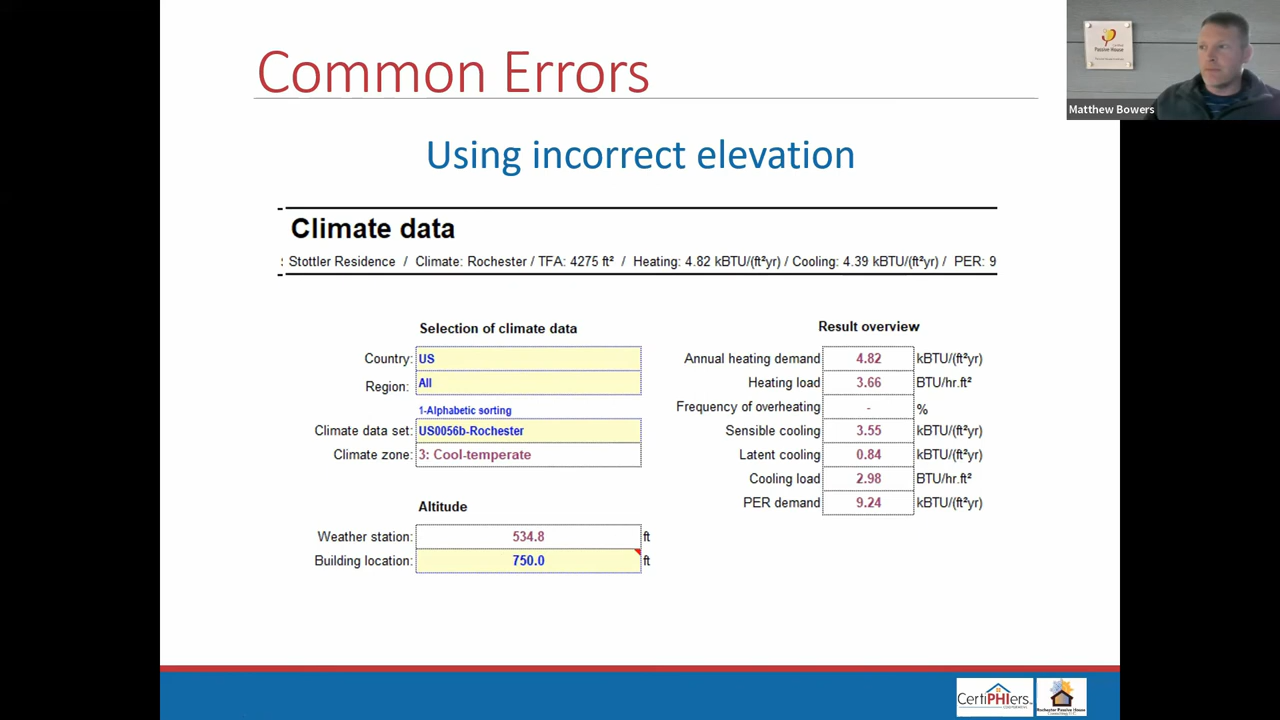 Common Errors
Passive House
Matthew Bowers
Using incorrect elevation
Climate data
Stottler Residence / Climate: Rochester / TFA: 4275 ft² / Heating: 4.82 kBTU/(ft²yr) / Cooling: 4.39 kBTU/(ft²yr) / PER: 9
Selection of climate data
Country: US
Region: All
1-Alphabetic sorting
Climate data set: US0056b-Rochester
Climate zone: 3: Cool-temperate
Altitude
Weather station: 534.8 ft
Building location: 750.0 ft
Result overview
Annual heating demand 4.82 kBTU/(ft²yr)
Heating load 3.66 BTU/hr.ft²
Frequency of overheating - %
Sensible cooling 3.55 kBTU/(ft²yr)
Latent cooling 0.84 kBTU/(ft²yr)
Cooling load 2.98 BTU/hr.ft²
PER demand 9.24 kBTU/(ft²yr)
CertiPHIers
Rochester Passive House